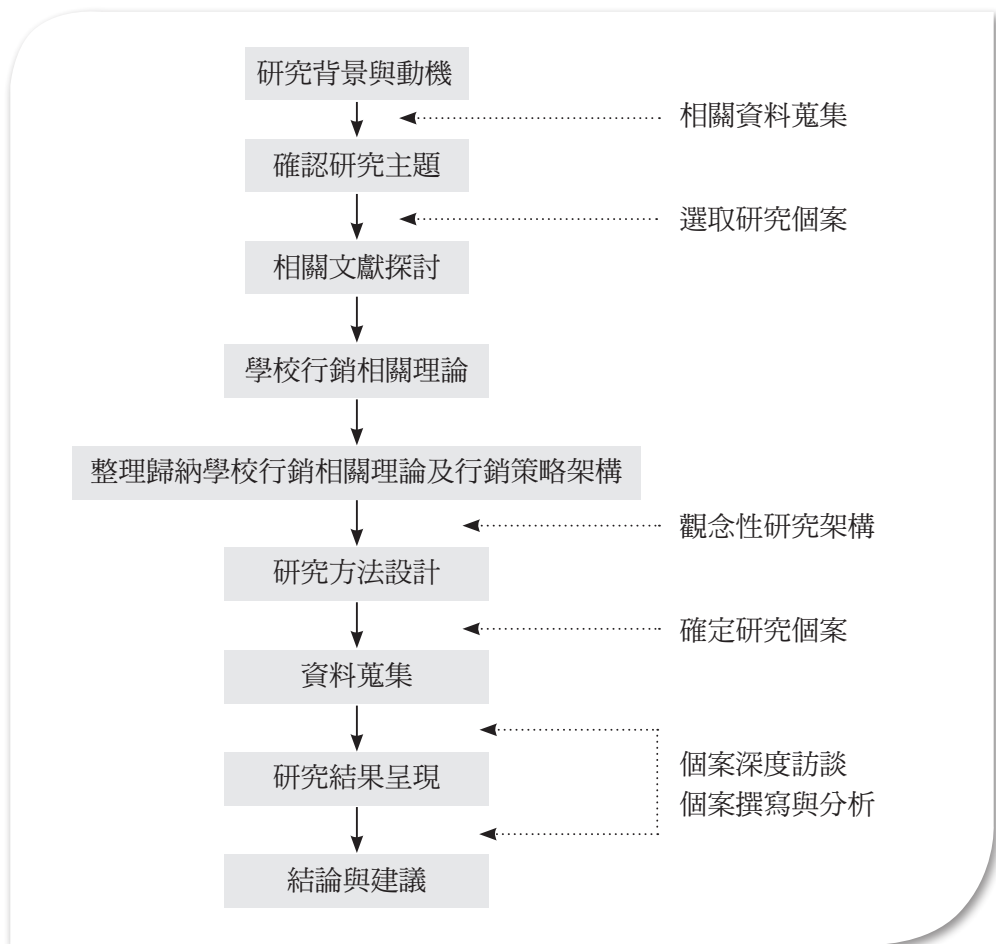 研究背景與動機
相關資料蒐集
確認研究主題
選取研究個案
相關文獻探討
學校行銷相關理論
整理歸納學校行銷相關理論及行銷策略架構
觀念性研究架構
研究方法設計
確定研究個案
資料蒐集
研究結果呈現
個案深度訪談
個案撰寫與分析
結論與建議